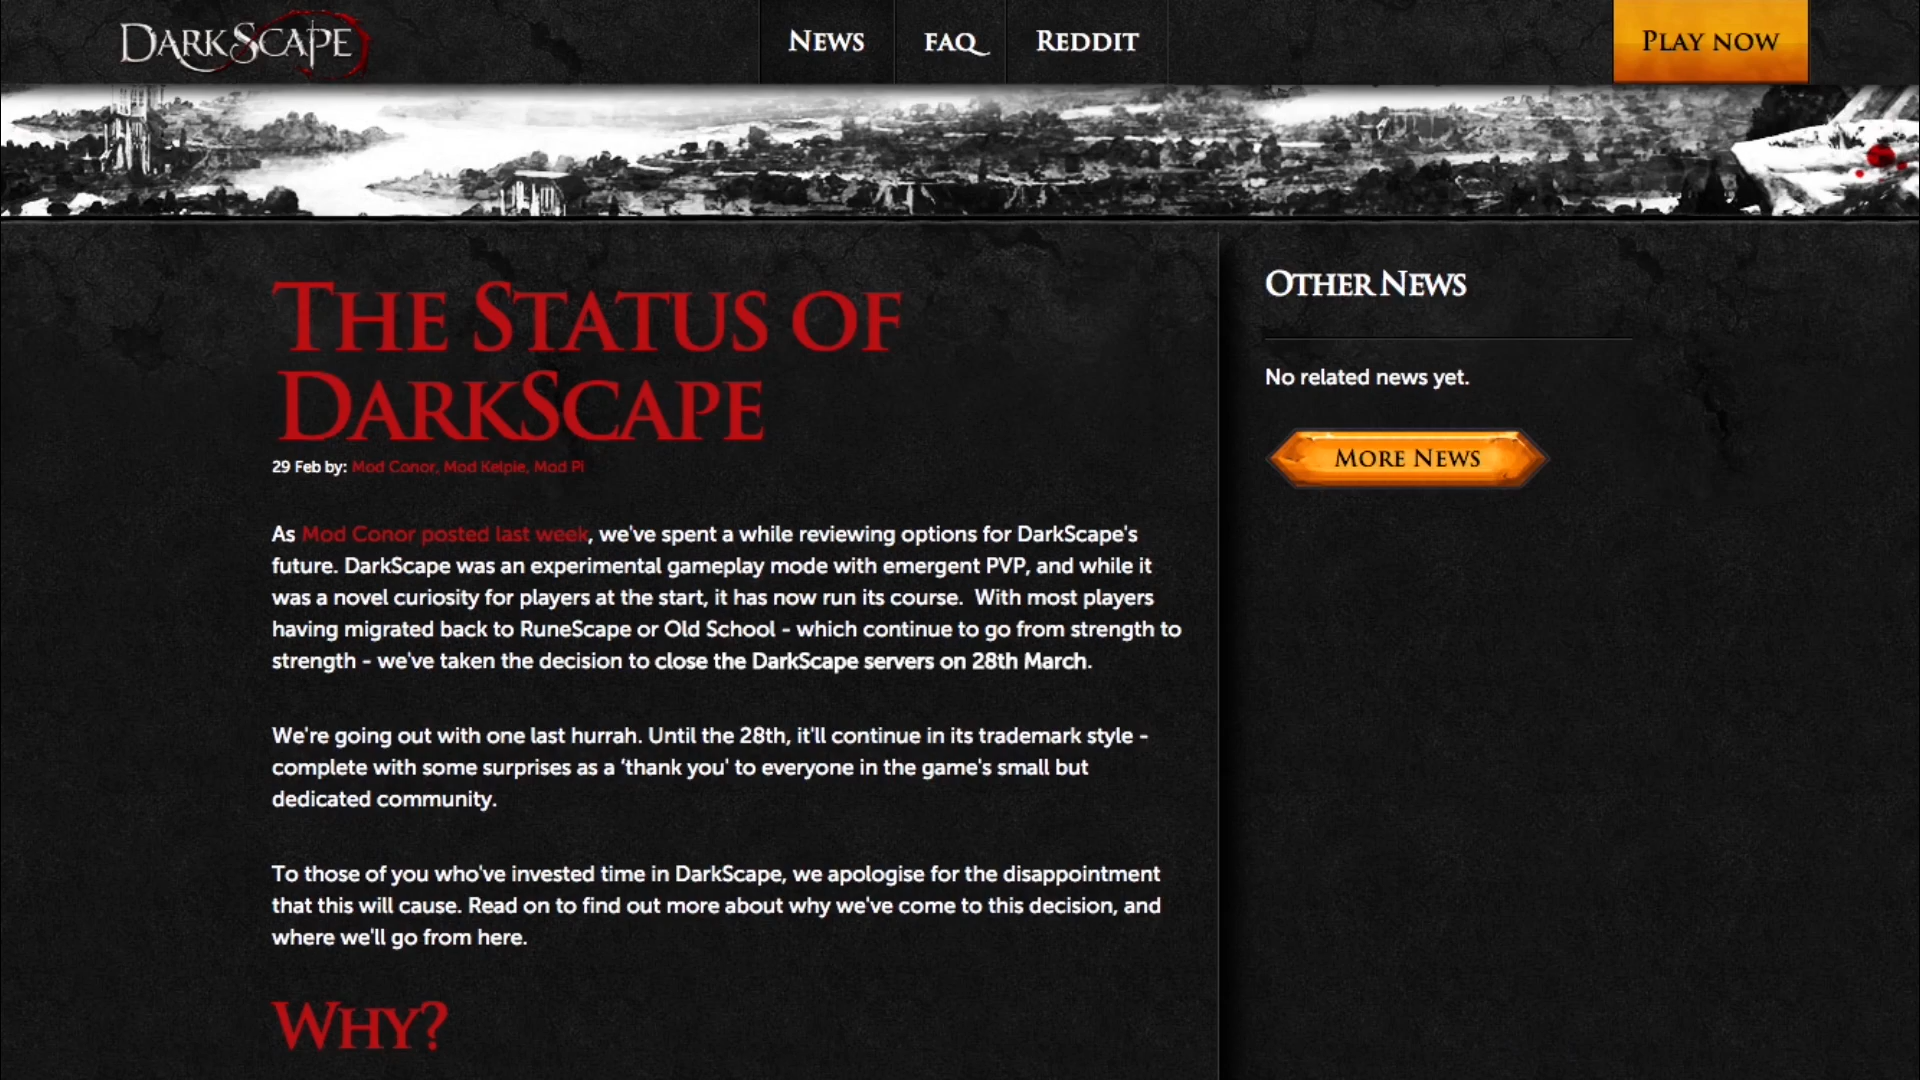 DARKSCAPE
NEWS
FAQ
REDDIT
PLAY NOW
THE STATUS OF
DARKSCAPE
29 Feb by: Mod Conor, Mod Kelpie, Mod Pi
As Mod Conor posted last week, we've spent a while reviewing options for DarkScape's
future. DarkScape was an experimental gameplay mode with emergent PVP, and while it
was a novel curiosity for players at the start, it has now run its course.  With most players
having migrated back to RuneScape or Old School - which continue to go from strength to
strength - we've taken the decision to close the DarkScape servers on 28th March.
We're going out with one last hurrah. Until the 28th, it'll continue in its trademark style -
complete with some surprises as a ‘thank you' to everyone in the game's small but
dedicated community.
To those of you who've invested time in DarkScape, we apologise for the disappointment
that this will cause. Read on to find out more about why we've come to this decision, and
where we'll go from here.
WHY?
OTHER NEWS
No related news yet.
MORE NEWS